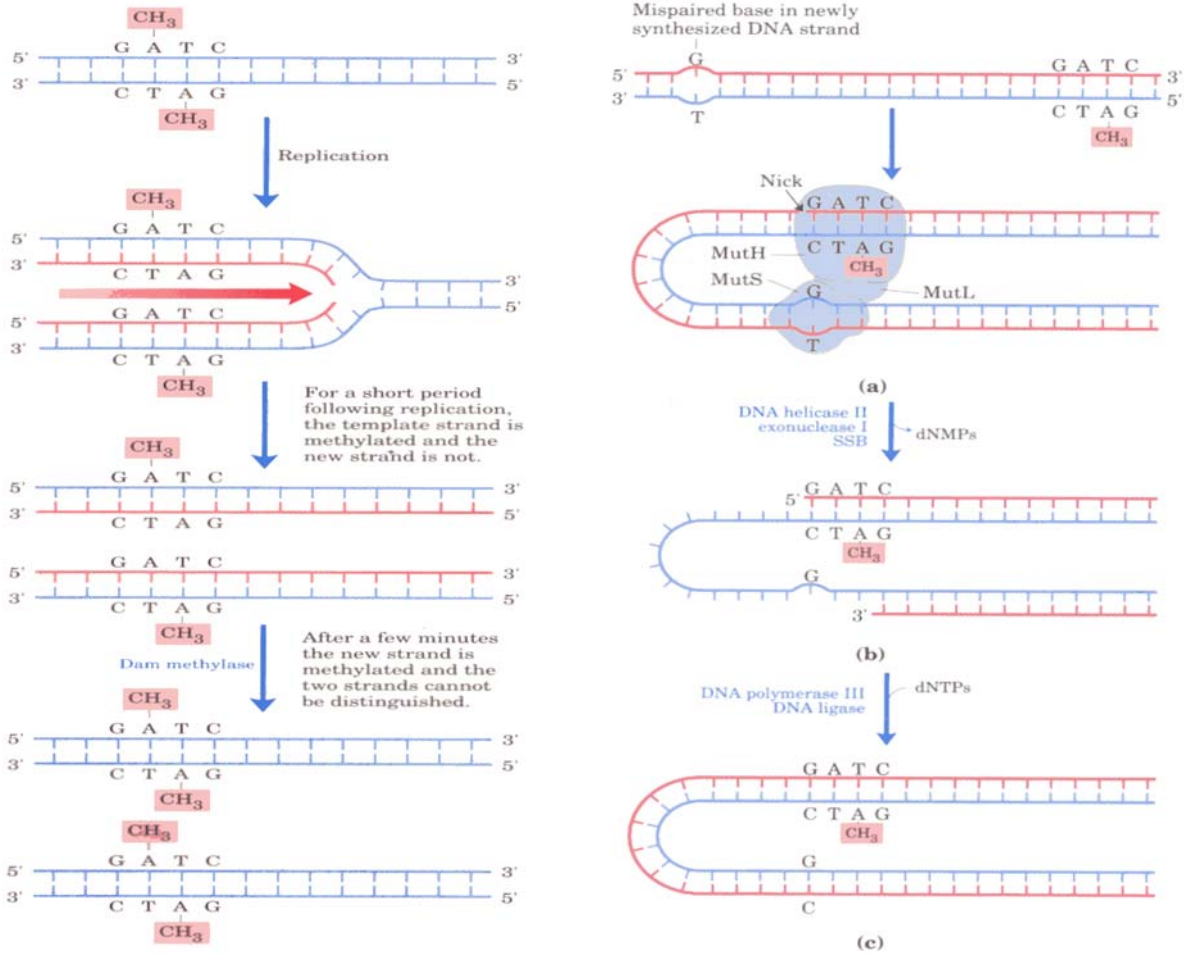 CH3
G A T C
5' 3'
3' 5'
C T A G
CH3
Replication
CH3
G A T C
5'
3'
C T A G
3'
5'
G A T C
5'
3'
C T A G
CH3
For a short period
following replication,
the template strand is
methylated and the
new strand is not.
CH3
G A T C
5' 3'
3' 5'
C T A G
G A T C
5' 3'
3' 5'
C T A G
CH3
Dam methylase
After a few minutes
the new strand is
methylated and the
two strands cannot
be distinguished.
CH3
G A T C
5' 3'
3' 5'
C T A G
CH3
CH3
G A T C
5' 3'
3' 5'
C T A G
CH3
Mispaired base in newly
synthesized DNA strand
G
G A T C
5' 3'
3' 5'
T
C T A G
CH3
Nick
G A T C
C T A G
MutH
CH3
MutS
G
MutL
T
(a)
DNA helicase II
exonuclease I
SSB
dNMPs
G A T C
5'
C T A G
CH3
G
3'
(b)
DNA polymerase III
DNA ligase
dNTPs
G A T C
C T A G
CH3
G
C
(c)